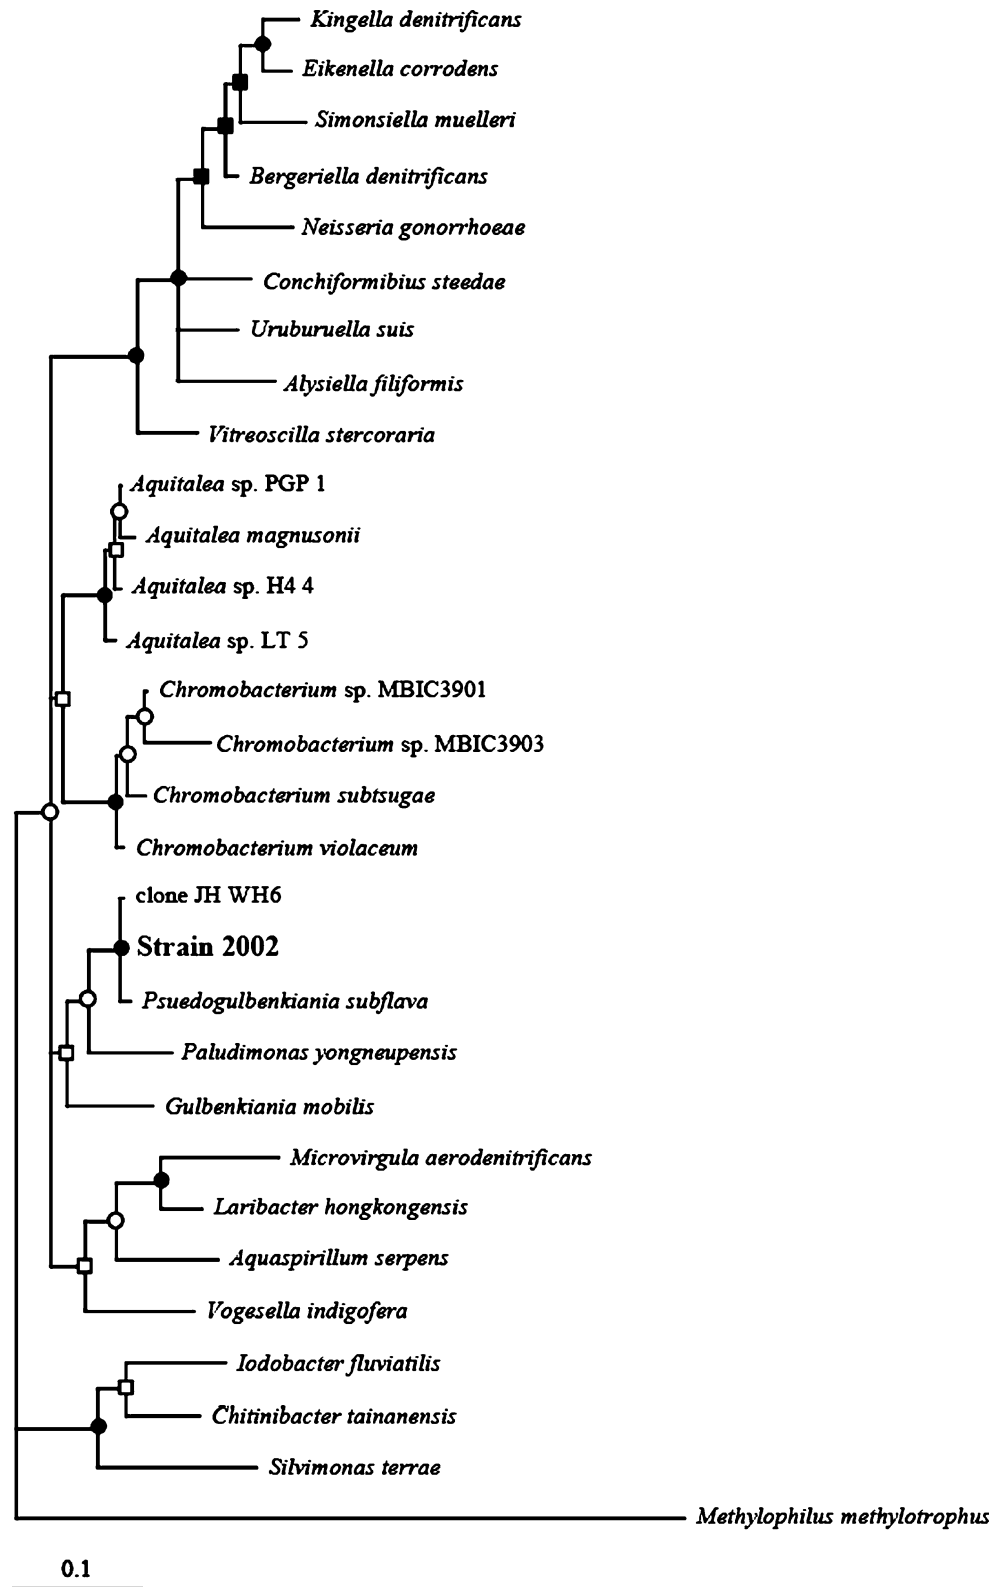 Kingella denitrificans
Eikenella corrodens
Simonsiella muelleri
Bergeriella denitrificans
Neisseria gonorrhoeae
Conchiformibius steedae
Uruburuella suis
Alysiella filiformis
Vitreoscilla stercoraria
Aquitalea sp. PGP 1
Aquitalea magnusonii
Aquitalea sp. H4 4
Aquitalea sp. LT 5
Chromobacterium sp. MBIC3901
Chromobacterium sp. MBIC3903
Chromobacterium subtsugae
Chromobacterium violaceum
clone JH WH6
Strain 2002
Psuedogulbenkiania subflava
Paludimonas yongneupensis
Gulbenkiania mobilis
Microvirgula aerodenitrificans
Laribacter hongkongensis
Aquaspirillum serpens
Vogesella indigofera
Iodobacter fluviatilis
Chitinibacter tainanensis
Silvimonas terrae
Methylophilus methylotrophus
0.1